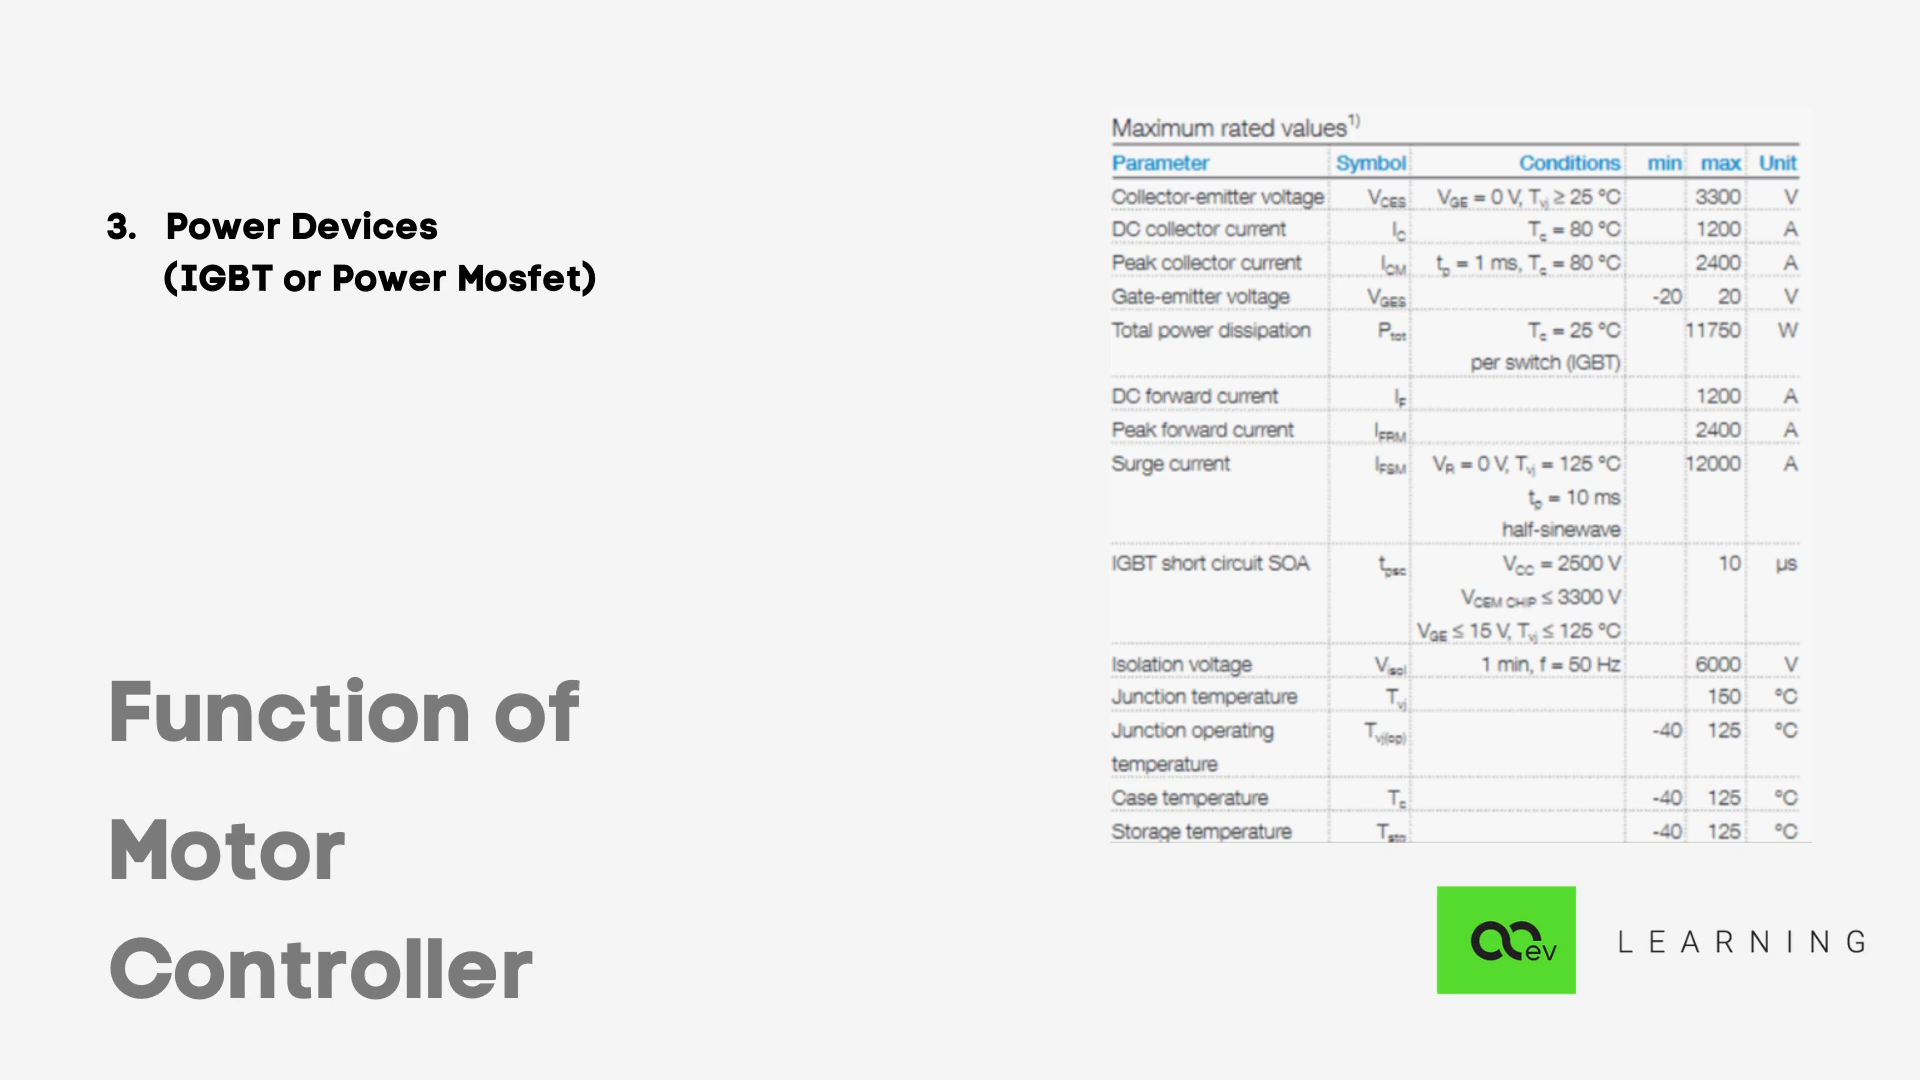 3. Power Devices
(IGBT or Power Mosfet)
Function of
Motor
Controller
Maximum rated values1)
Parameter Symbol Conditions min max Unit
Collector-emitter voltage VCES VGE = 0 V, Tvj ≥ 25 °C 3300 V
DC collector current IC Tc = 80 °C 1200 A
Peak collector current ICM tp = 1 ms, Tc = 80 °C 2400 A
Gate-emitter voltage VGES -20 20 V
Total power dissipation Ptot Tc = 25 °C 11750 W
per switch (IGBT)
DC forward current IF 1200 A
Peak forward current IFRM 2400 A
Surge current IFSM VR = 0 V, Tvj = 125 °C 12000 A
tp = 10 ms
half-sinewave
IGBT short circuit SOA tpsc VCC = 2500 V 10 µs
VCEM CHIP ≤ 3300 V
VGE ≤ 15 V, Tvj ≤ 125 °C
Isolation voltage Visol 1 min, f = 50 Hz 6000 V
Junction temperature Tvj 150 °C
Junction operating Tvj(op) -40 125 °C
temperature
Case temperature Tc -40 125 °C
Storage temperature Tstg -40 125 °C
ev LEARNING